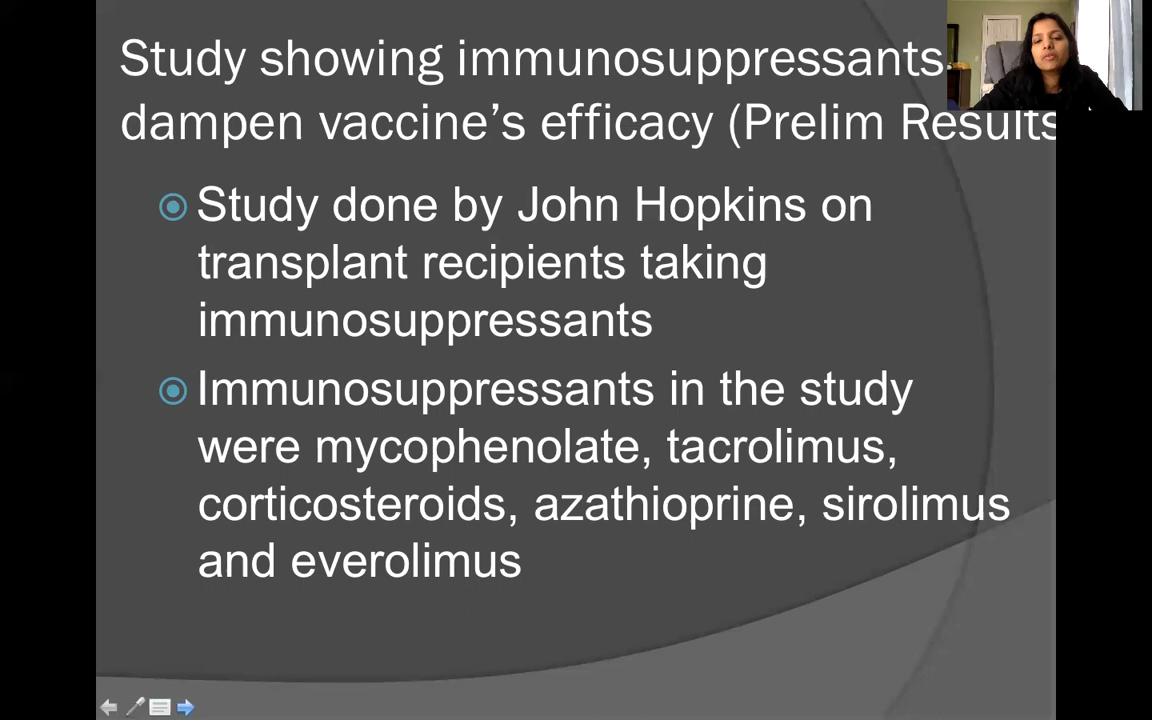 Study showing immunosuppressants
dampen vaccine’s efficacy (Prelim Results
Study done by John Hopkins on
transplant recipients taking
immunosuppressants
Immunosuppressants in the study
were mycophenolate, tacrolimus,
corticosteroids, azathioprine, sirolimus
and everolimus